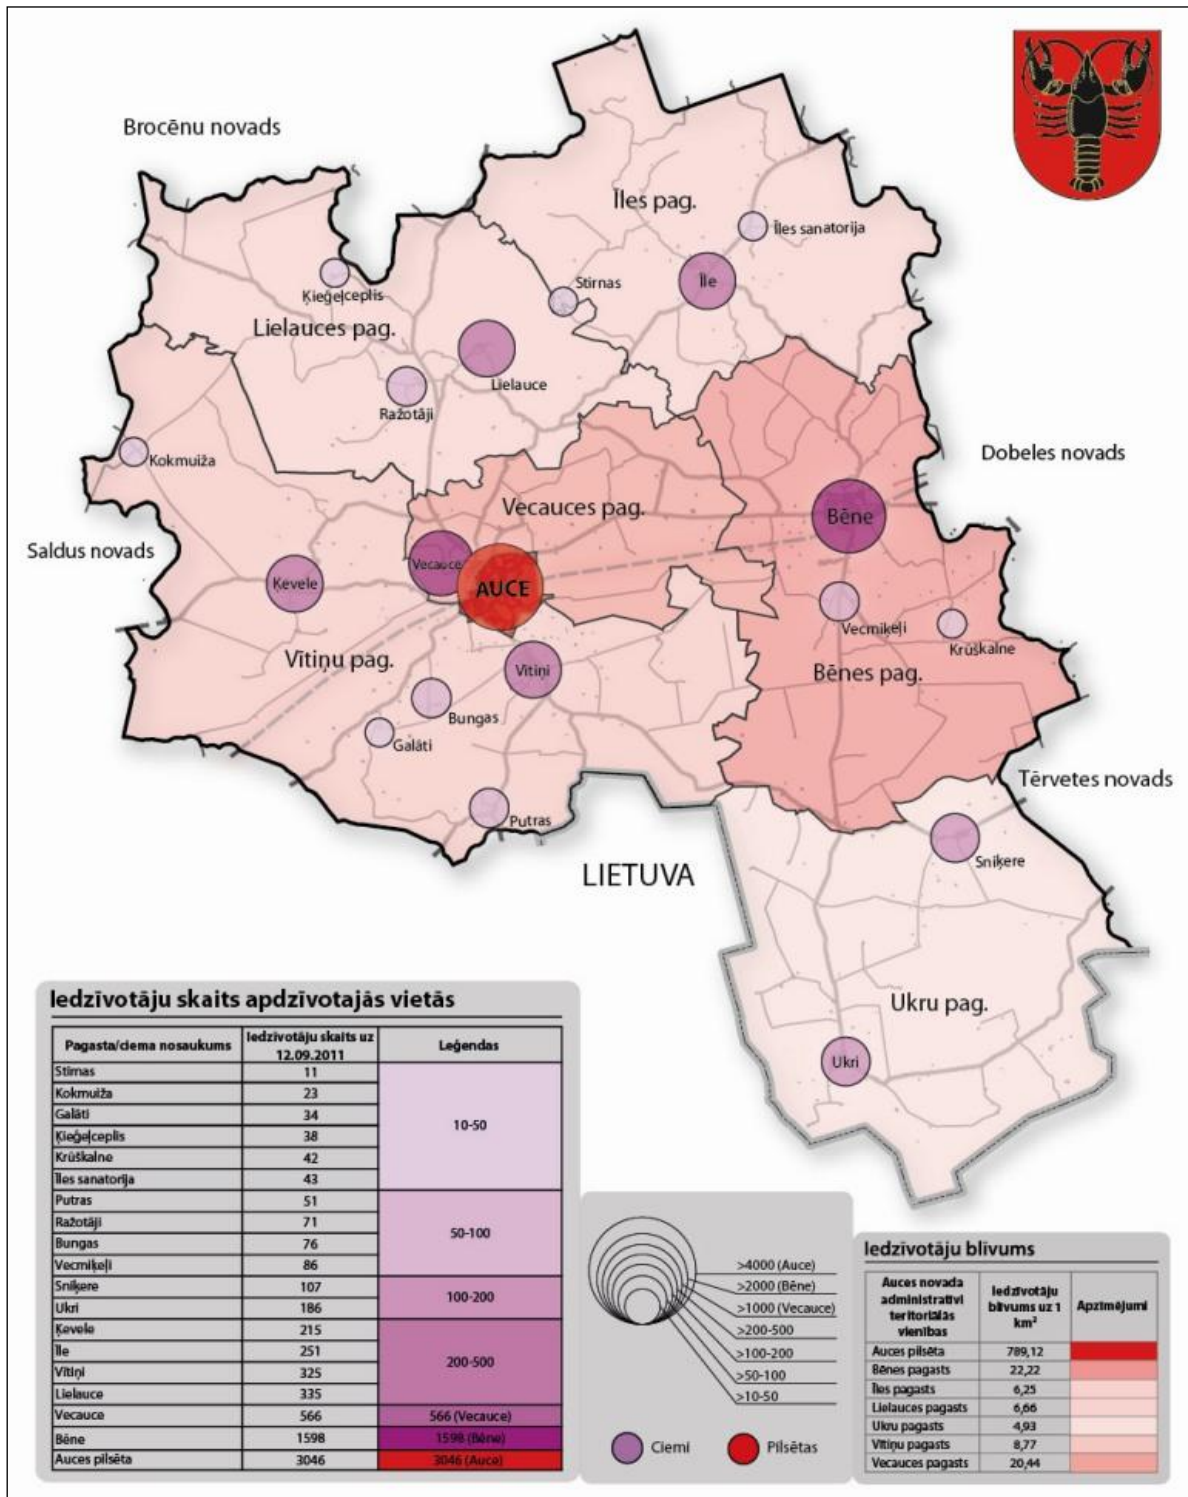 Brocēnu novads
Īles pag.
Īles sanatorija
Īle
Stirnas
Ķieģeļceplis
Lielauces pag.
Lielauce
Ražotāji
Kokmuiža
Dobeles novads
Vecauces pag.
Bēne
Saldus novads
Vecauce
AUCE
Ķevele
Vecmiķeļi
Krūškalne
Vītiņu pag.
Vītiņi
Bēnes pag.
Bungas
Galāti
Tērvetes novads
Putras
LIETUVA
Sniķere
Ukru pag.
Ukri
Iedzīvotāju skaits apdzīvotajās vietās
Pagasta/ciema nosaukums Iedzīvotāju skaits uz 12.09.2011 Leģendas
Stirnas 11
Kokmuiža 23
Galāti 34
Ķieģeļceplis 38
10-50
Krūškalne 42
Īles sanatorija 43
Putras 51
Ražotāji 71
50-100
Bungas 76
Vecmiķeļi 86
Sniķere 107
100-200
Ukri 186
Ķevele 215
Īle 251
200-500
Vītiņi 325
Lielauce 335
Vecauce 566 566 (Vecauce)
Bēne 1598 1598 (Bēne)
Auces pilsēta 3046 3046 (Auce)
>4000 (Auce)
>2000 (Bēne)
>1000 (Vecauce)
>200-500
>100-200
>50-100
>10-50
Ciemi
Pilsētas
Iedzīvotāju blīvums
Auces novada administratīvi teritoriālās vienības Iedzīvotāju blīvums uz 1 km² Apzīmējumi
Auces pilsēta 789,12
Bēnes pagasts 22,22
Īles pagasts 6,25
Lielauces pagasts 6,66
Ukru pagasts 4,93
Vītiņu pagasts 8,77
Vecauces pagasts 20,44